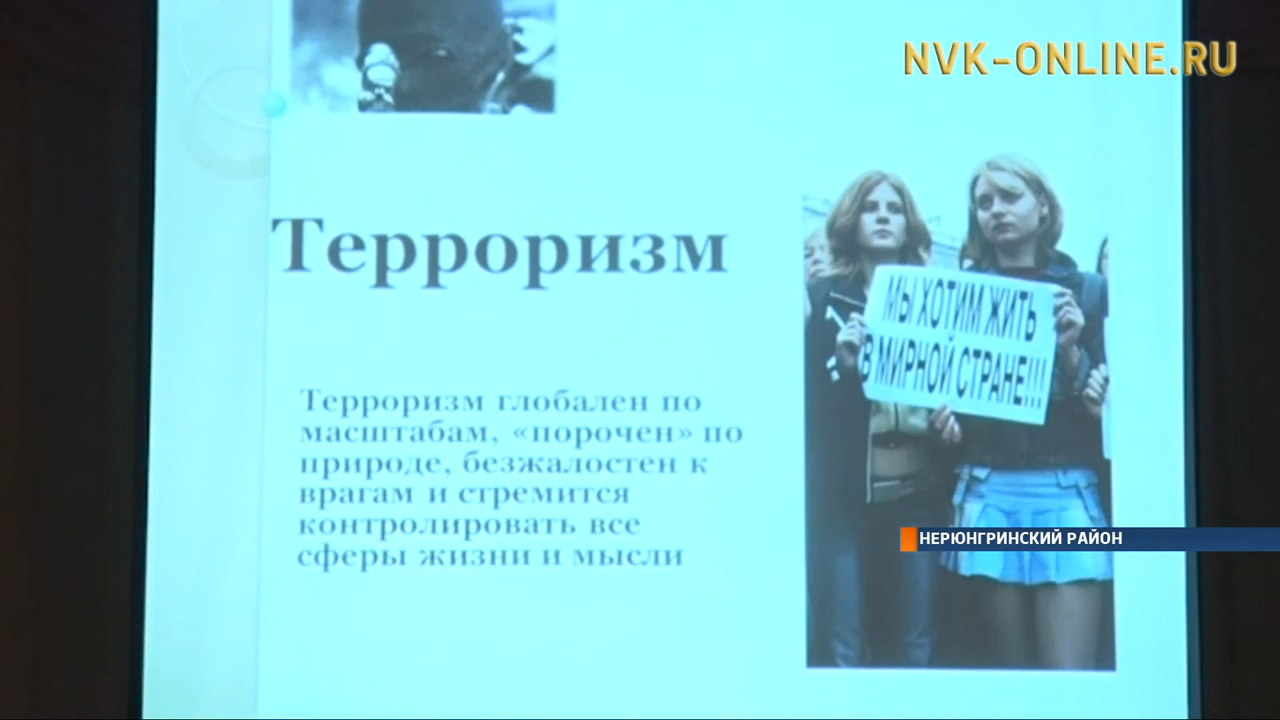 NVK-ONLINE.RU
Терроризм
Терроризм глобален по
масштабам, «порочен» по
природе, безжалостен к
врагам и стремится
контролировать все
сферы жизни и мысли
МЫ ХОТИМ ЖИТЬ
В МИРНОЙ СТРАНЕ!!!
НЕРЮНГРИНСКИЙ РАЙОН